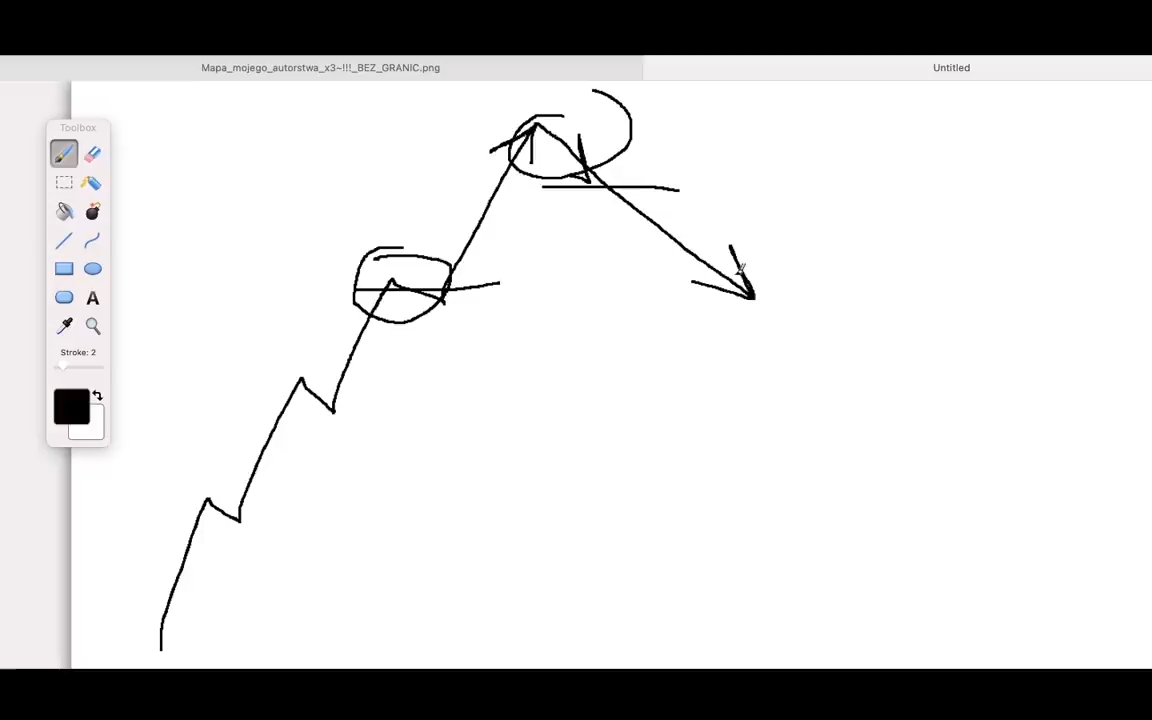 Mapa_mojego_autorstwa_x3~!!!_BEZ_GRANIC.png
Untitled
Toolbox
A
Stroke: 2